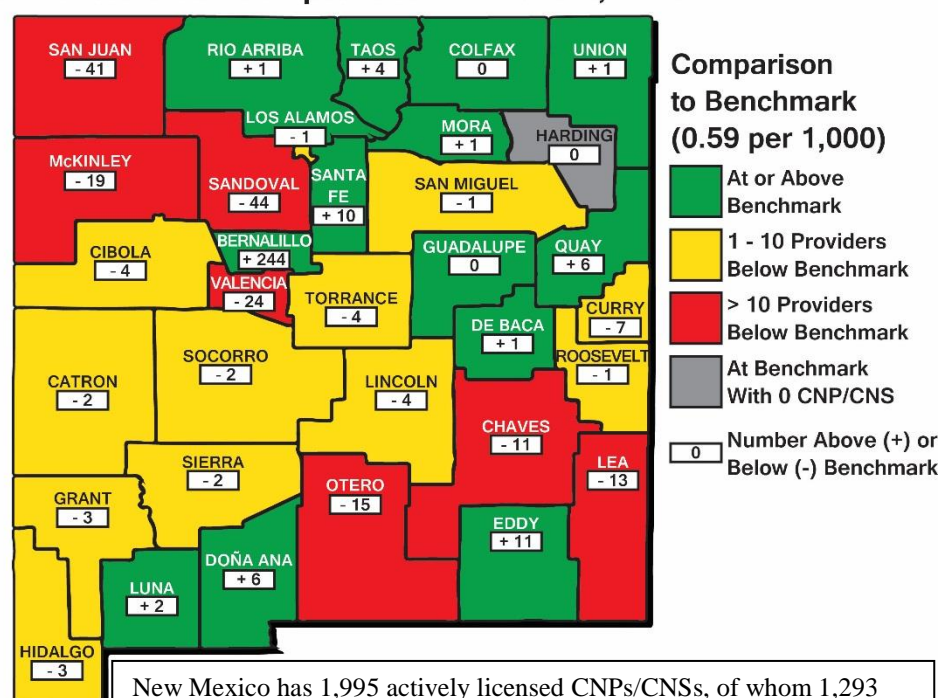 SAN JUAN
- 41
RIO ARRIBA
+ 1
TAOS
+ 4
COLFAX
0
UNION
+ 1
LOS ALAMOS
- 1
MORA
+ 1
HARDING
0
McKINLEY
- 19
SANDOVAL
- 44
SANTA
FE
+ 10
SAN MIGUEL
- 1
CIBOLA
- 4
BERNALILLO
+ 244
GUADALUPE
0
QUAY
+ 6
VALENCIA
- 24
TORRANCE
- 4
CURRY
- 7
DE BACA
+ 1
ROOSEVELT
- 1
CATRON
- 2
SOCORRO
- 2
LINCOLN
- 4
CHAVES
- 11
SIERRA
- 2
LEA
- 13
GRANT
- 3
OTERO
- 15
EDDY
+ 11
DOÑA ANA
+ 6
LUNA
+ 2
HIDALGO
- 3
Comparison
to Benchmark
(0.59 per 1,000)
At or Above
Benchmark
1 - 10 Providers
Below Benchmark
> 10 Providers
Below Benchmark
At Benchmark
With 0 CNP/CNS
0
Number Above (+) or
Below (-) Benchmark
New Mexico has 1,995 actively licensed CNPs/CNSs, of whom 1,293